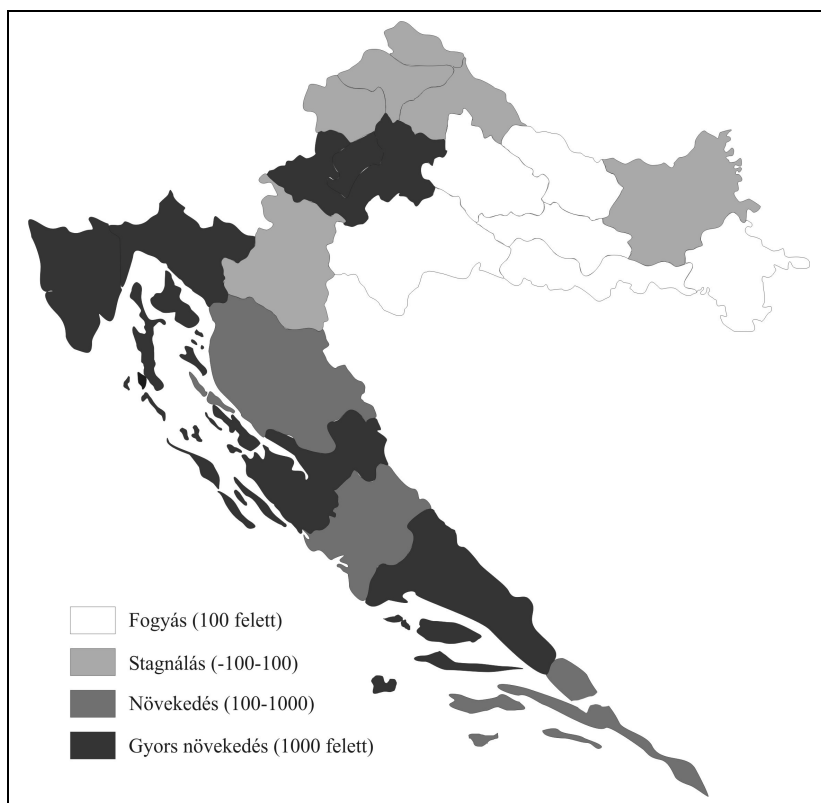 Fogyás (100 felett)
Stagnálás (-100-100)
Növekedés (100-1000)
Gyors növekedés (1000 felett)